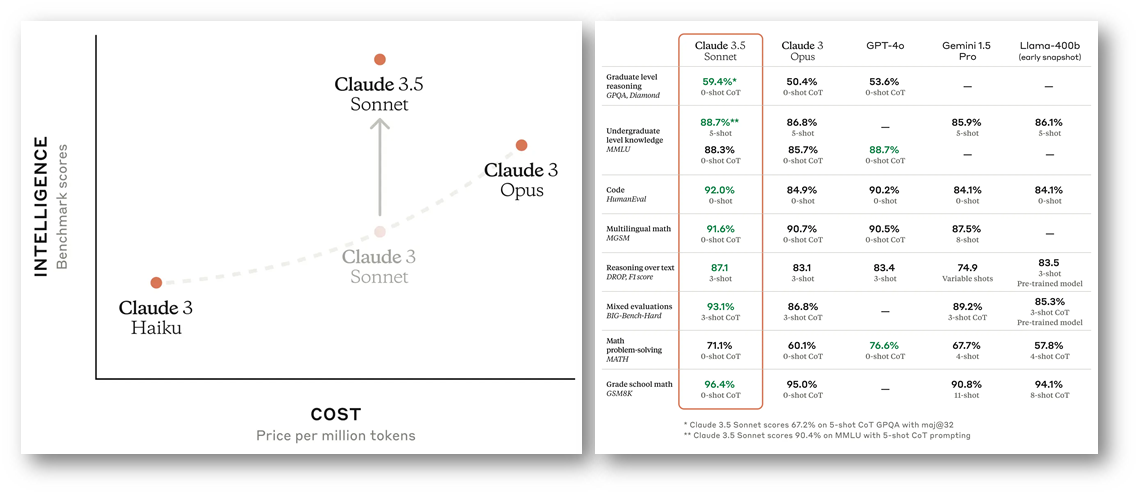 INTELLIGENCE
Benchmark scores
Claude 3.5
Sonnet
Claude 3
Opus
Claude 3
Sonnet
Claude 3
Haiku
COST
Price per million tokens
Claude 3.5
Sonnet
Claude 3
Opus
GPT-4o
Gemini 1.5
Pro
Llama-400b
(early snapshot)
Graduate level
reasoning
GPQA, Diamond
59.4%*
0-shot CoT
50.4%
0-shot CoT
53.6%
0-shot CoT
—
—
Undergraduate
level knowledge
MMLU
88.7%**
5-shot
86.8%
5-shot
—
85.9%
5-shot
86.1%
5-shot
88.3%
0-shot CoT
85.7%
0-shot CoT
88.7%
0-shot CoT
—
—
Code
HumanEval
92.0%
0-shot
84.9%
0-shot
90.2%
0-shot
84.1%
0-shot
84.1%
0-shot
Multilingual math
MGSM
91.6%
0-shot CoT
90.7%
0-shot CoT
90.5%
0-shot CoT
87.5%
8-shot
—
Reasoning over text
DROP, F1 score
87.1
3-shot
83.1
3-shot
83.4
3-shot
74.9
Variable shots
83.5
3-shot
Pre-trained model
Mixed evaluations
BIG-Bench-Hard
93.1%
3-shot CoT
86.8%
3-shot CoT
—
89.2%
3-shot CoT
85.3%
3-shot CoT
Pre-trained model
Math
problem-solving
MATH
71.1%
0-shot CoT
60.1%
0-shot CoT
76.6%
0-shot CoT
67.7%
4-shot
57.8%
4-shot CoT
Grade school math
GSM8K
96.4%
0-shot CoT
95.0%
0-shot CoT
—
90.8%
11-shot
94.1%
8-shot CoT
* Claude 3.5 Sonnet scores 67.2% on 5-shot CoT GPQA with maj@32
** Claude 3.5 Sonnet scores 90.4% on MMLU with 5-shot CoT prompting